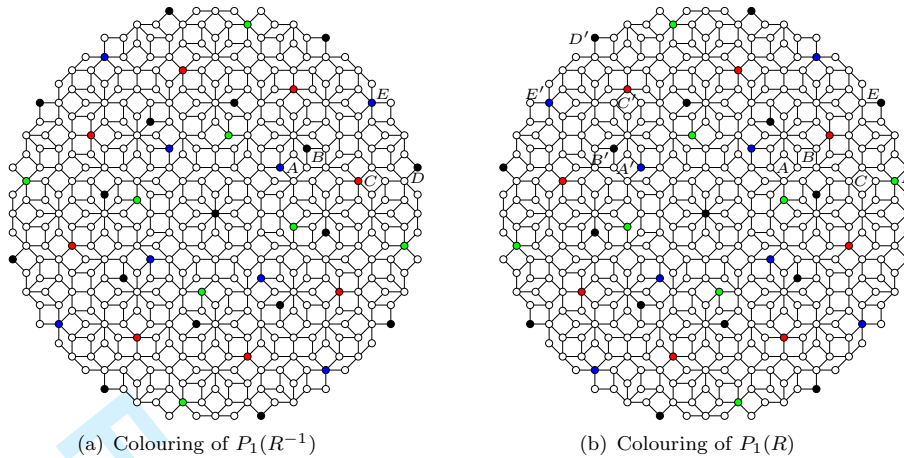 D′
E E′ E
C′
B B′ B
A A′ A
C D C
(a) Colouring of P₁(R⁻¹) (b) Colouring of P₁(R)